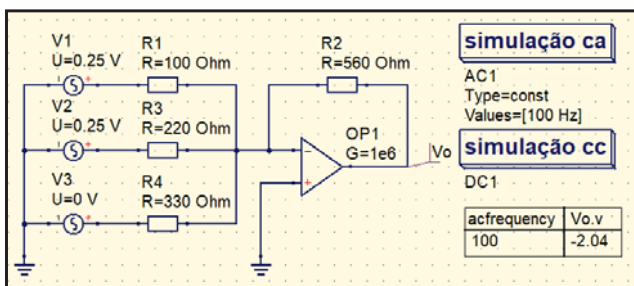 V1
U=0.25 V
R1
R=100 Ohm
V2
U=0.25 V
R3
R=220 Ohm
V3
U=0 V
R4
R=330 Ohm
R2
R=560 Ohm
OP1
G=1e6
Vo
simulação ca
AC1
Type=const
Values=[100 Hz]
simulação cc
DC1
acfrequency Vo.v
100 -2.04